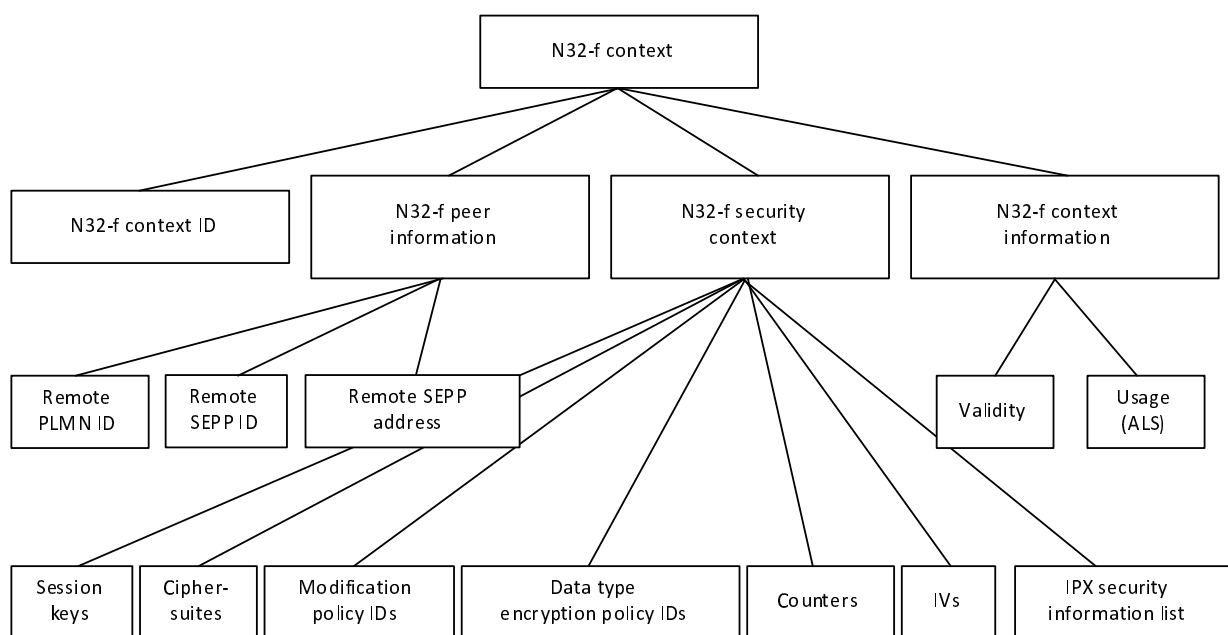 N32-f context
N32-f context ID
N32-f peer
information
N32-f security
context
N32-f context
information
Remote
PLMN ID
Remote
SEPP ID
Remote SEPP
address
Validity
Usage
(ALS)
Session
keys
Cipher-
suites
Modification
policy IDs
Data type
encryption policy IDs
Counters
IVs
IPX security
information list